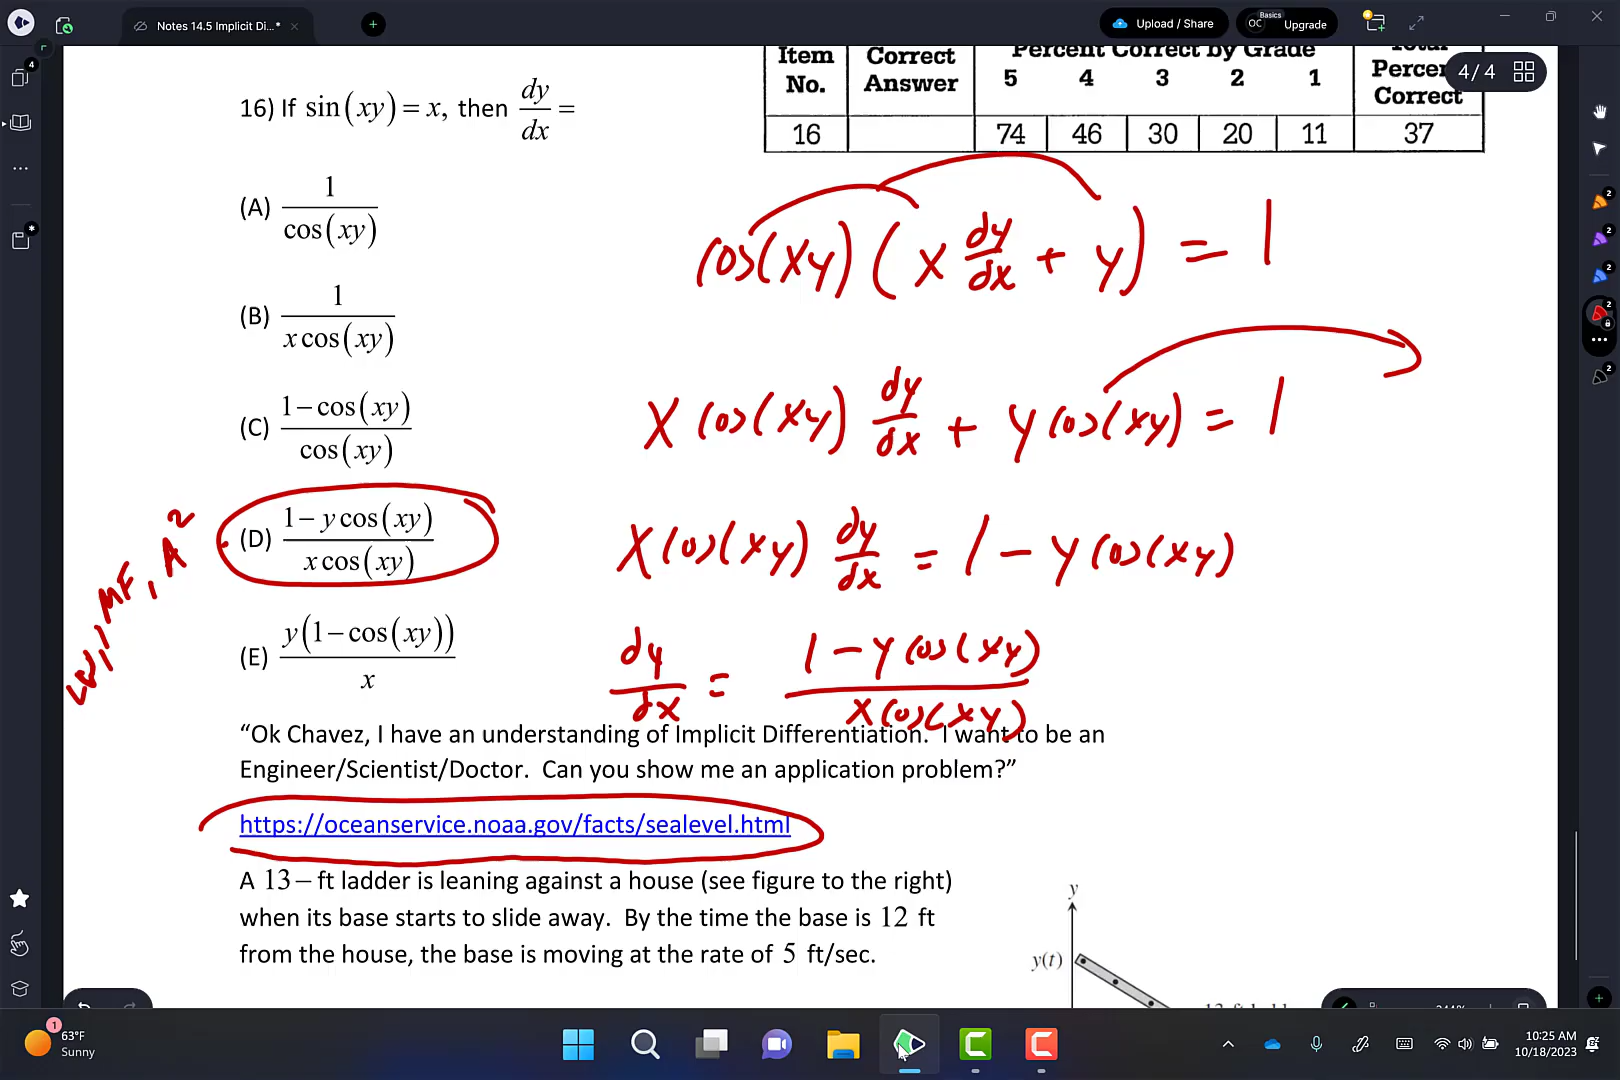 Notes 14.5 Implicit Di...*
Upload / Share
OC Basics Upgrade
4/4
Item No. Correct Answer Percent Correct by Grade Percent Correct
5 4 3 2 1
16 74 46 30 20 11 37
16) If sin(xy) = x, then dy/dx =
(A) 1/cos(xy)
(B) 1/(x cos(xy))
(C) (1 − cos(xy))/cos(xy)
(D) (1 − y cos(xy))/(x cos(xy))
(E) y(1 − cos(xy))/x
cos(xy)(x dy/dx + y) = 1
x cos(xy) dy/dx + y cos(xy) = 1
x cos(xy) dy/dx = 1 − y cos(xy)
dy/dx = (1 − y cos(xy))/(x cos(xy))
MF, A²
“Ok Chavez, I have an understanding of Implicit Differentiation. I want to be an
Engineer/Scientist/Doctor. Can you show me an application problem?”
https://oceanservice.noaa.gov/facts/sealevel.html
A 13 – ft ladder is leaning against a house (see figure to the right)
when its base starts to slide away. By the time the base is 12 ft
from the house, the base is moving at the rate of 5 ft/sec.
y
y(t)
63°F
Sunny
10:25 AM
10/18/2023